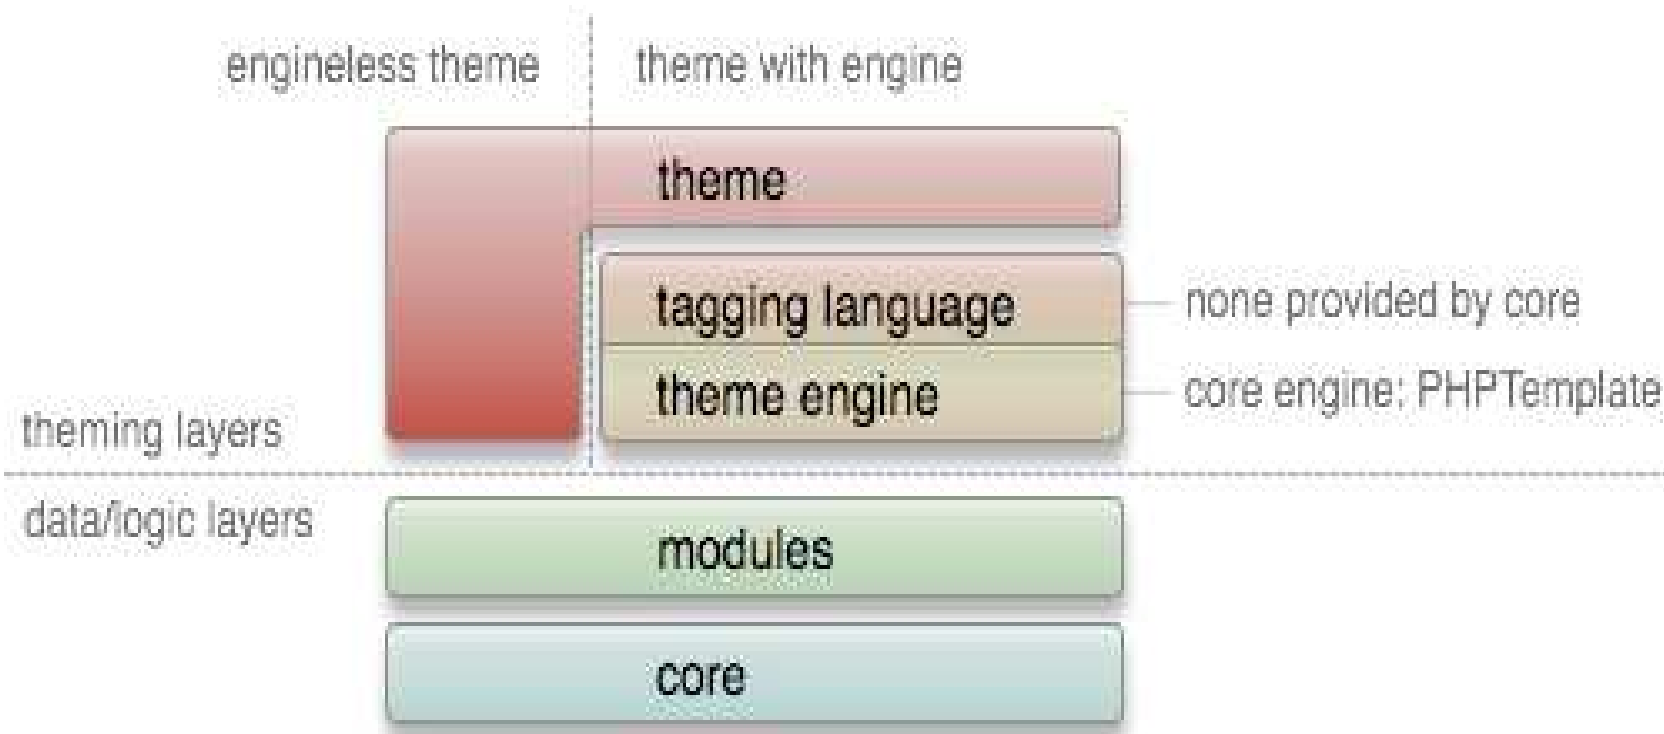 engineless theme
theme with engine
theme
tagging language
none provided by core
theme engine
core engine: PHPTemplate
theming layers
data/logic layers
modules
core